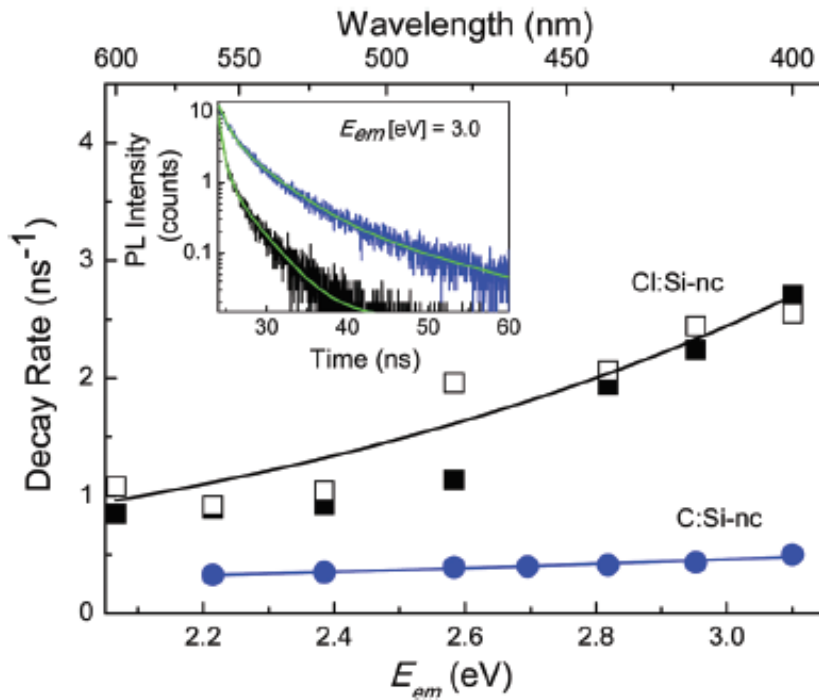 Wavelength (nm)
600 550 500 450 400
Decay Rate (ns⁻¹)
4
3
2
1
0
PL Intensity
(counts)
10
1
0.1
E_em [eV] = 3.0
30 40 50 60
Time (ns)
Cl:Si-nc
C:Si-nc
2.2 2.4 2.6 2.8 3.0
E_em (eV)